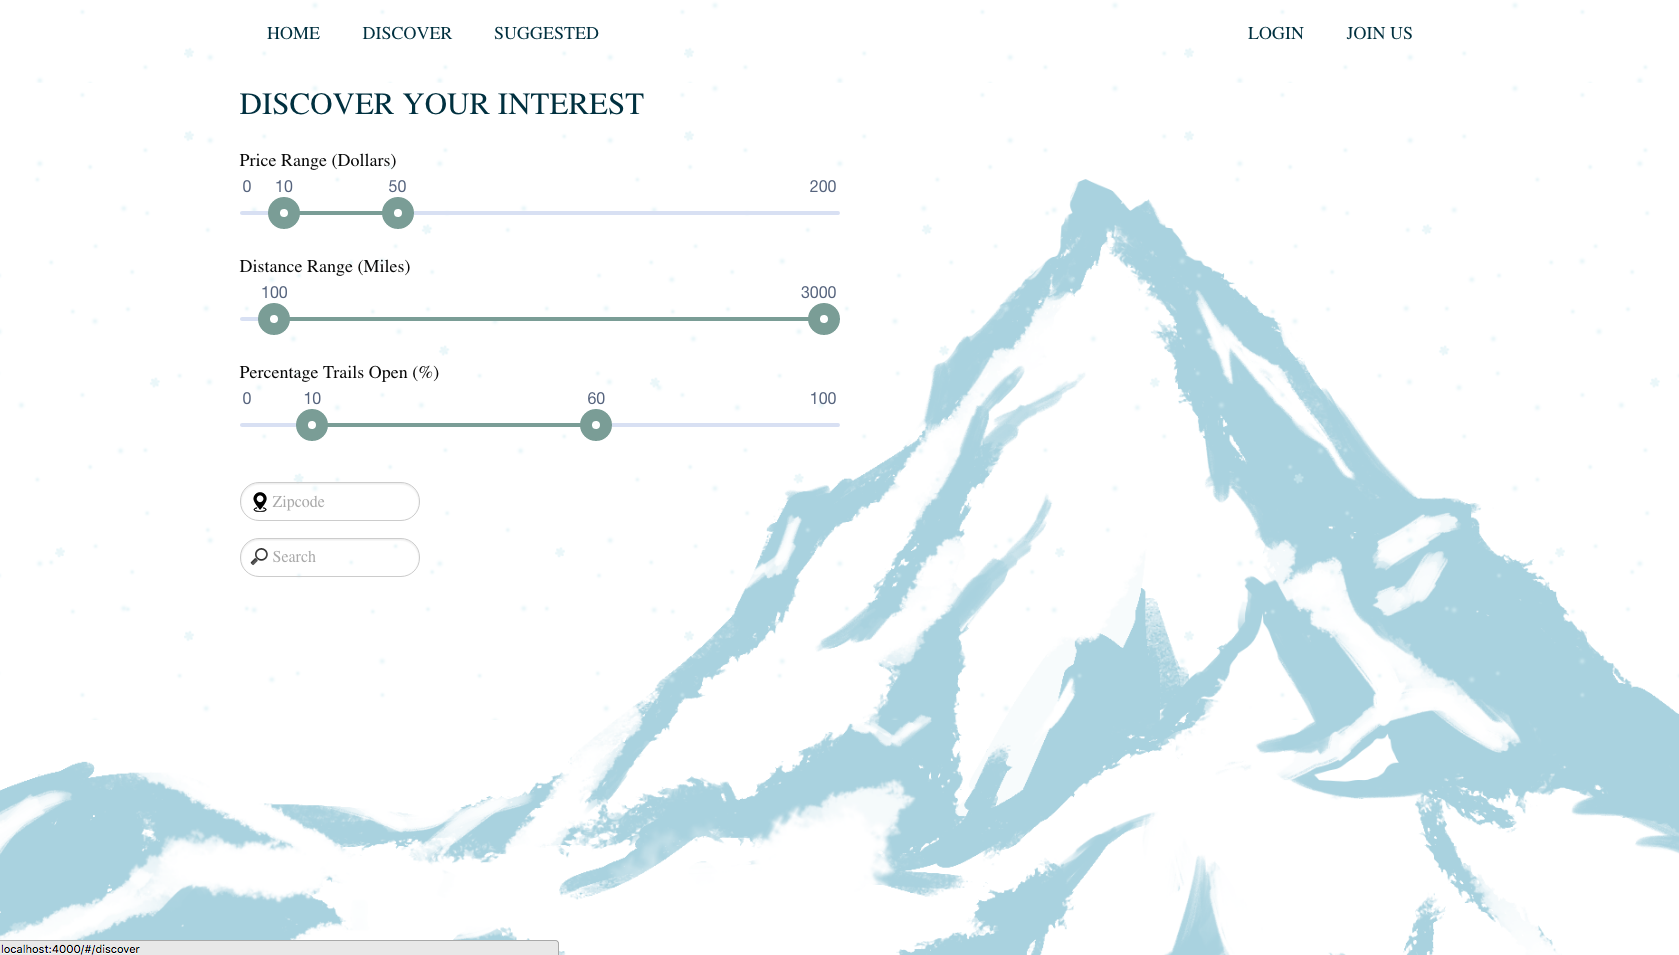 HOME DISCOVER SUGGESTED LOGIN JOIN US
DISCOVER YOUR INTEREST
Price Range (Dollars)
0 10 50 200
Distance Range (Miles)
100 3000
Percentage Trails Open (%)
0 10 60 100
Zipcode
Search
localhost:4000/#/discover